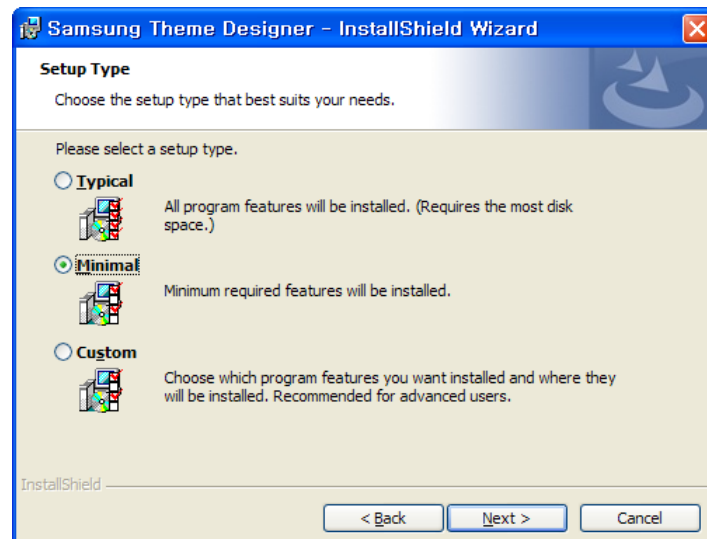 Samsung Theme Designer - InstallShield Wizard
Setup Type
Choose the setup type that best suits your needs.
Please select a setup type.
Typical
All program features will be installed. (Requires the most disk
space.)
Minimal
Minimum required features will be installed.
Custom
Choose which program features you want installed and where they
will be installed. Recommended for advanced users.
InstallShield
< Back
Next >
Cancel